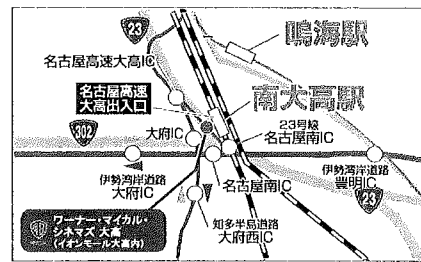 23
鳴海駅
名古屋高速大高IC
名古屋高速
大高出入口
南大高駅
302
大府IC
23号線
名古屋南IC
伊勢湾岸道路
大府IC
名古屋南IC
伊勢湾岸道路
豊明IC
23
知多半島道路
大府西IC
ワーナー・マイカル・
シネマズ 大高
(イオンモール大高内)